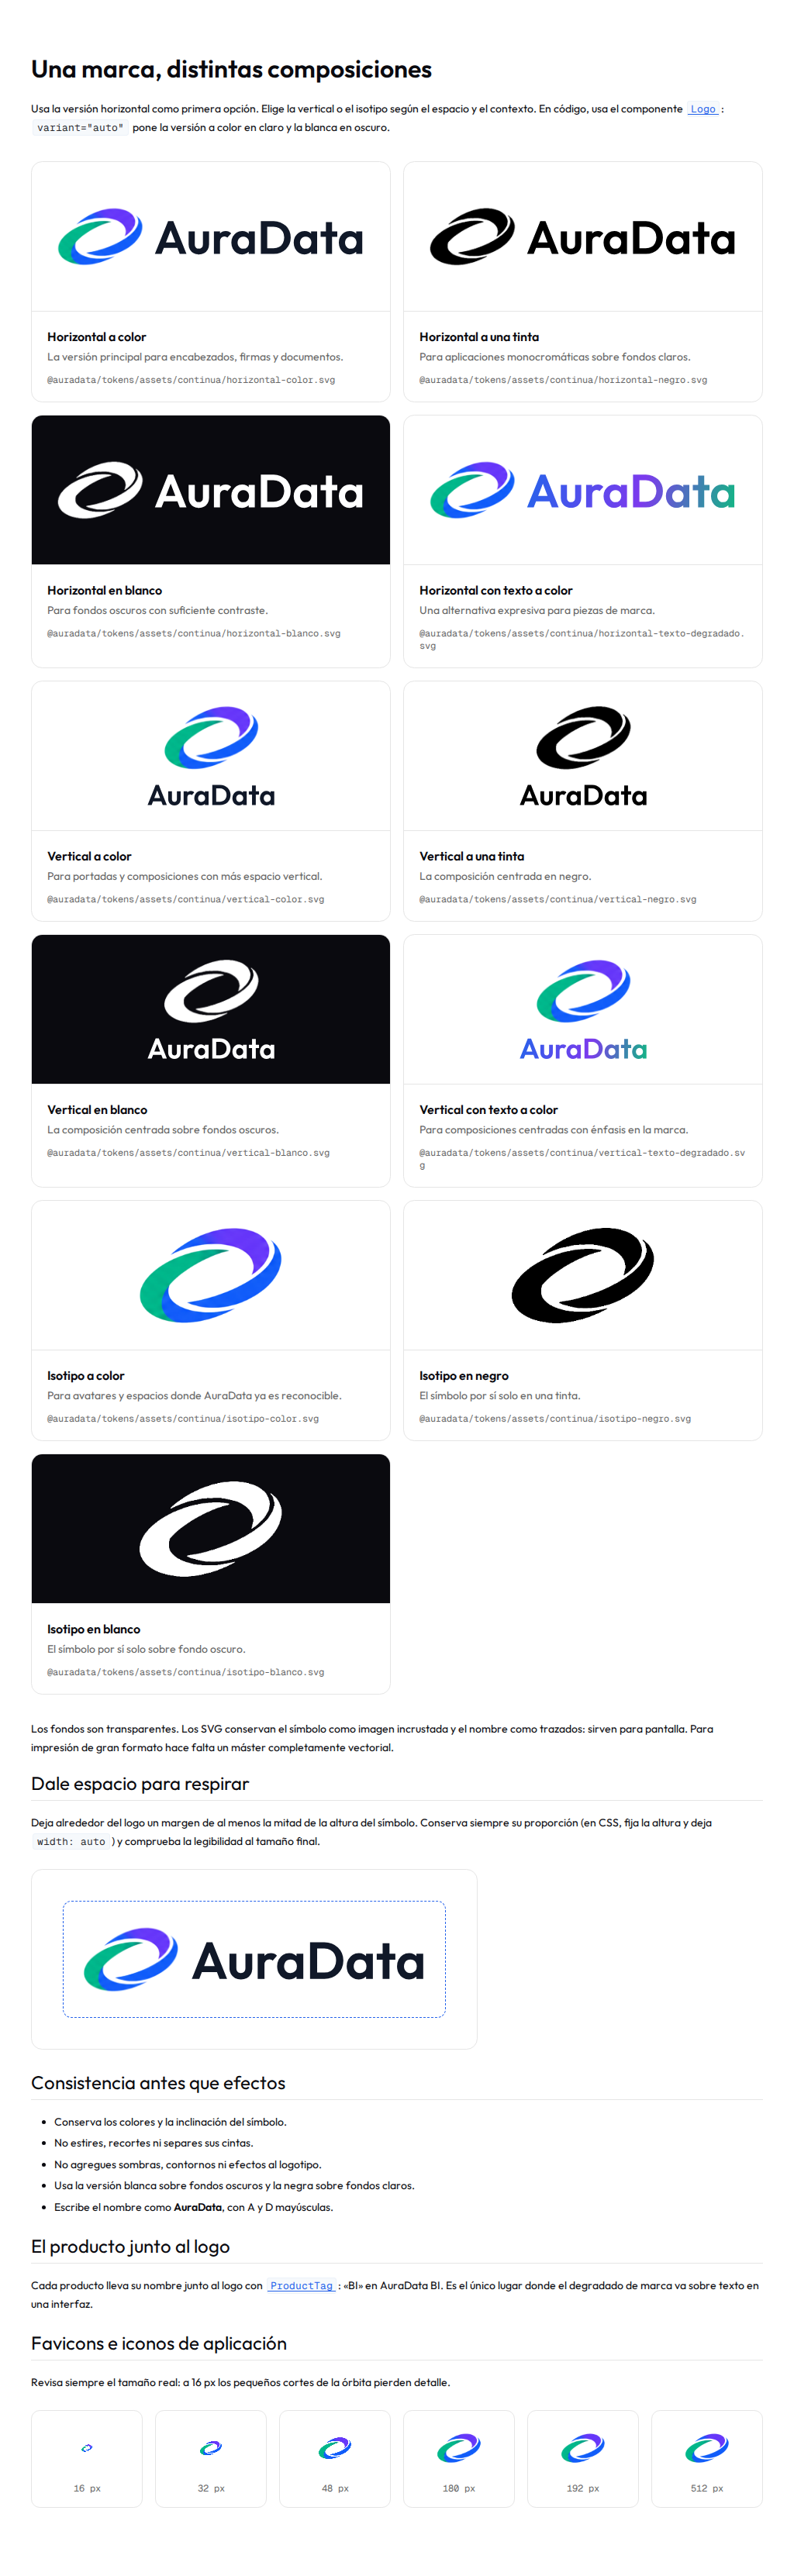 Una marca, distintas composiciones
Usa la versión horizontal como primera opción. Elige la vertical o el isotipo según el espacio y el contexto. En código, usa el componente Logo :
variant="auto" pone la versión a color en claro y la blanca en oscuro.
AuraData
AuraData
Horizontal a color
La versión principal para encabezados, firmas y documentos.
@auradata/tokens/assets/continua/horizontal-color.svg
Horizontal a una tinta
Para aplicaciones monocromáticas sobre fondos claros.
@auradata/tokens/assets/continua/horizontal-negro.svg
AuraData
AuraData
Horizontal en blanco
Para fondos oscuros con suficiente contraste.
@auradata/tokens/assets/continua/horizontal-blanco.svg
Horizontal con texto a color
Una alternativa expresiva para piezas de marca.
@auradata/tokens/assets/continua/horizontal-texto-degradado.
svg
AuraData
AuraData
Vertical a color
Para portadas y composiciones con más espacio vertical.
@auradata/tokens/assets/continua/vertical-color.svg
Vertical a una tinta
La composición centrada en negro.
@auradata/tokens/assets/continua/vertical-negro.svg
AuraData
AuraData
Vertical en blanco
La composición centrada sobre fondos oscuros.
@auradata/tokens/assets/continua/vertical-blanco.svg
Vertical con texto a color
Para composiciones centradas con énfasis en la marca.
@auradata/tokens/assets/continua/vertical-texto-degradado.sv
g
Isotipo a color
Para avatares y espacios donde AuraData ya es reconocible.
@auradata/tokens/assets/continua/isotipo-color.svg
Isotipo en negro
El símbolo por sí solo en una tinta.
@auradata/tokens/assets/continua/isotipo-negro.svg
Isotipo en blanco
El símbolo por sí solo sobre fondo oscuro.
@auradata/tokens/assets/continua/isotipo-blanco.svg
Los fondos son transparentes. Los SVG conservan el símbolo como imagen incrustada y el nombre como trazados: sirven para pantalla. Para
impresión de gran formato hace falta un máster completamente vectorial.
Dale espacio para respirar
Deja alrededor del logo un margen de al menos la mitad de la altura del símbolo. Conserva siempre su proporción (en CSS, fija la altura y deja
width: auto ) y comprueba la legibilidad al tamaño final.
AuraData
Consistencia antes que efectos
• Conserva los colores y la inclinación del símbolo.
• No estires, recortes ni separes sus cintas.
• No agregues sombras, contornos ni efectos al logotipo.
• Usa la versión blanca sobre fondos oscuros y la negra sobre fondos claros.
• Escribe el nombre como AuraData, con A y D mayúsculas.
El producto junto al logo
Cada producto lleva su nombre junto al logo con ProductTag : «BI» en AuraData BI. Es el único lugar donde el degradado de marca va sobre texto en
una interfaz.
Favicons e iconos de aplicación
Revisa siempre el tamaño real: a 16 px los pequeños cortes de la órbita pierden detalle.
16 px
32 px
48 px
180 px
192 px
512 px